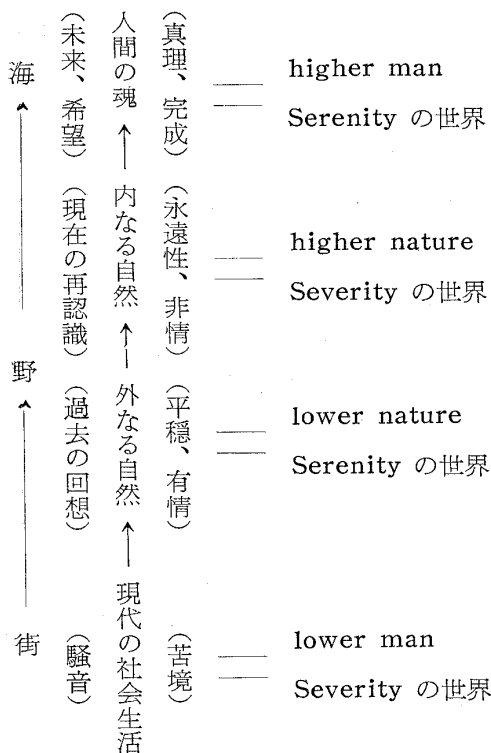 higher man
Serenity の世界
higher nature
Severity の世界
lower nature
Serenity の世界
lower man
Severity の世界
(真理、完成) (永遠性、非情) (平穏、有情) (苦境)
人間の魂 ↑ 内なる自然 ↑ 外なる自然 ↑ 現代の社会生活
(未来、希望) (現在の再認識) (過去の回想) (騒音)
海 野 街